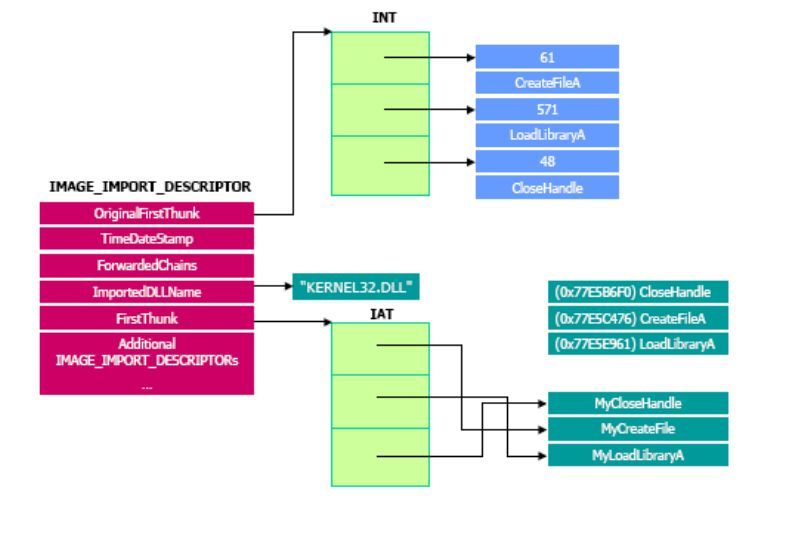 INT
61
CreateFileA
571
LoadLibraryA
48
CloseHandle
IMAGE_IMPORT_DESCRIPTOR
OriginalFirstThunk
TimeDateStamp
ForwardedChains
ImportedDLLName
FirstThunk
Additional
IMAGE_IMPORT_DESCRIPTORs
...
"KERNEL32.DLL"
IAT
(0x77E5B6F0) CloseHandle
(0x77E5C476) CreateFileA
(0x77E5E961) LoadLibraryA
MyCloseHandle
MyCreateFile
MyLoadLibraryA